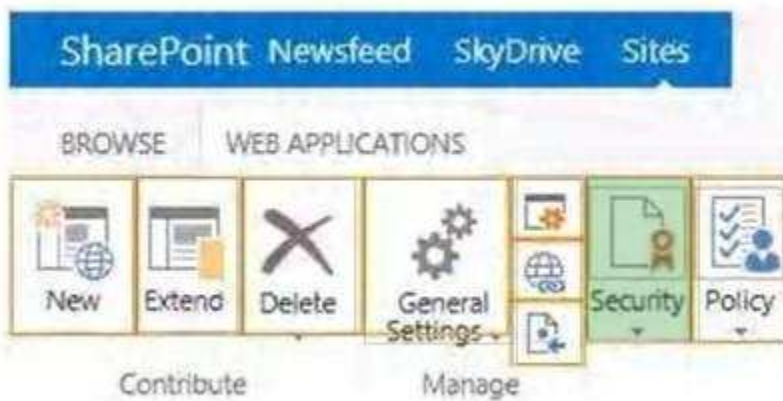 SharePoint Newsfeed SkyDrive Sites
BROWSE WEB APPLICATIONS
New Extend Delete General Settings Security Policy
Contribute Manage